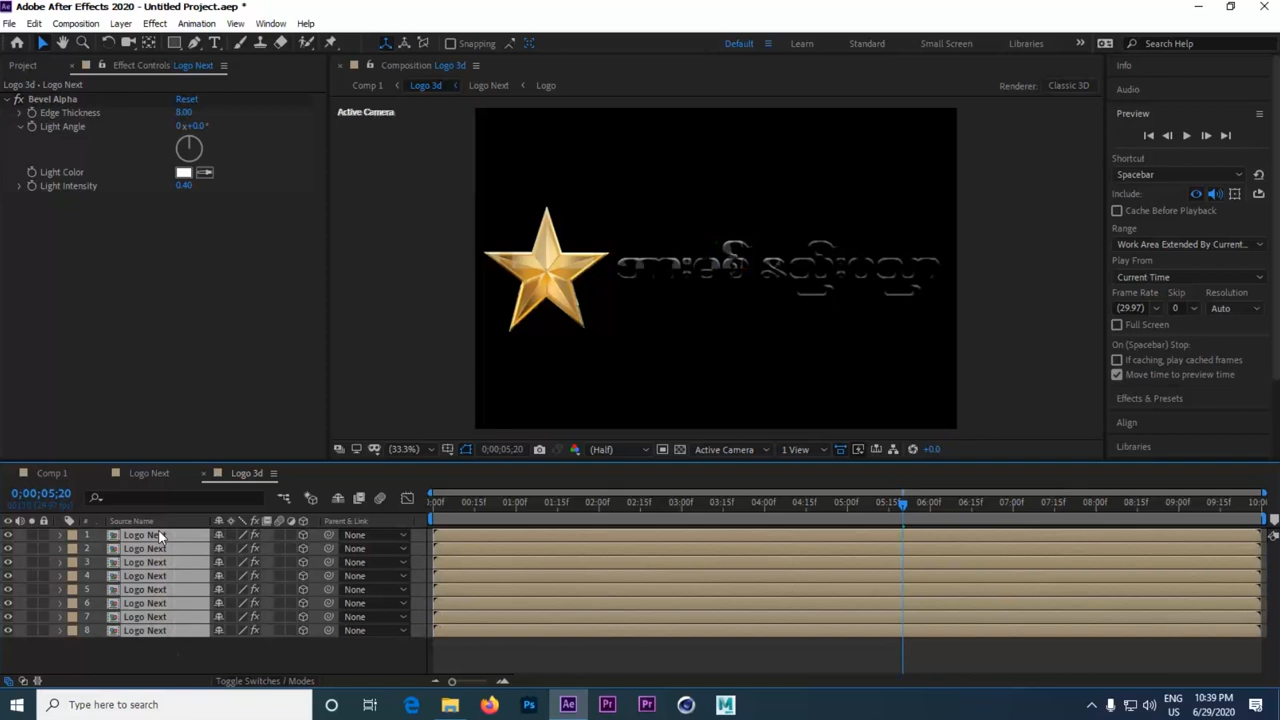 Adobe After Effects 2020 - Untitled Project.aep *
File Edit Composition Layer Effect Animation View Window Help
Snapping Default Learn Standard Small Screen Libraries Search Help
Project Effect Controls Logo Next
Logo 3d • Logo Next
fx Bevel Alpha Reset
Edge Thickness 8.00
Light Angle 0x+0.0°
Light Color
Light Intensity 0.40
Composition Logo 3d
Comp 1 Logo 3d Logo Next Logo
Renderer: Classic 3D
Active Camera
(33.3%) 0;00;05;20 (Half) Active Camera 1 View +0.0
Info
Audio
Preview
Shortcut
Spacebar
Include:
Cache Before Playback
Range
Work Area Extended By Current...
Play From
Current Time
Frame Rate Skip Resolution
(29.97) 0 Auto
Full Screen
On (Spacebar) Stop:
If caching, play cached frames
Move time to preview time
Effects & Presets
Align
Libraries
Comp 1 Logo Next Logo 3d
0;00;05;20
:00f 00:15f 01:00f 01:15f 02:00f 02:15f 03:00f 03:15f 04:00f 04:15f 05:00f 05:15f 06:00f 06:15f 07:00f 07:15f 08:00f 08:15f 09:00f 09:15f 10:0
# Source Name Parent & Link
1 Logo Next fx None
2 Logo Next fx None
3 Logo Next fx None
4 Logo Next fx None
5 Logo Next fx None
6 Logo Next fx None
7 Logo Next fx None
8 Logo Next fx None
Toggle Switches / Modes
Type here to search
ENG
US
10:39 PM
6/29/2020